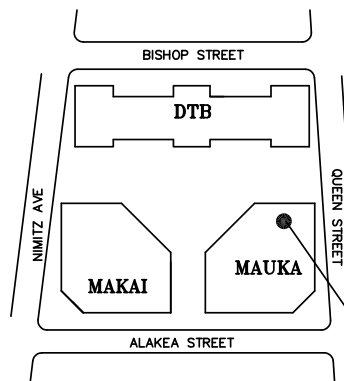 BISHOP STREET
DTB
NIMITZ AVE
QUEEN STREET
MAKAI
MAUKA
ALAKEA STREET